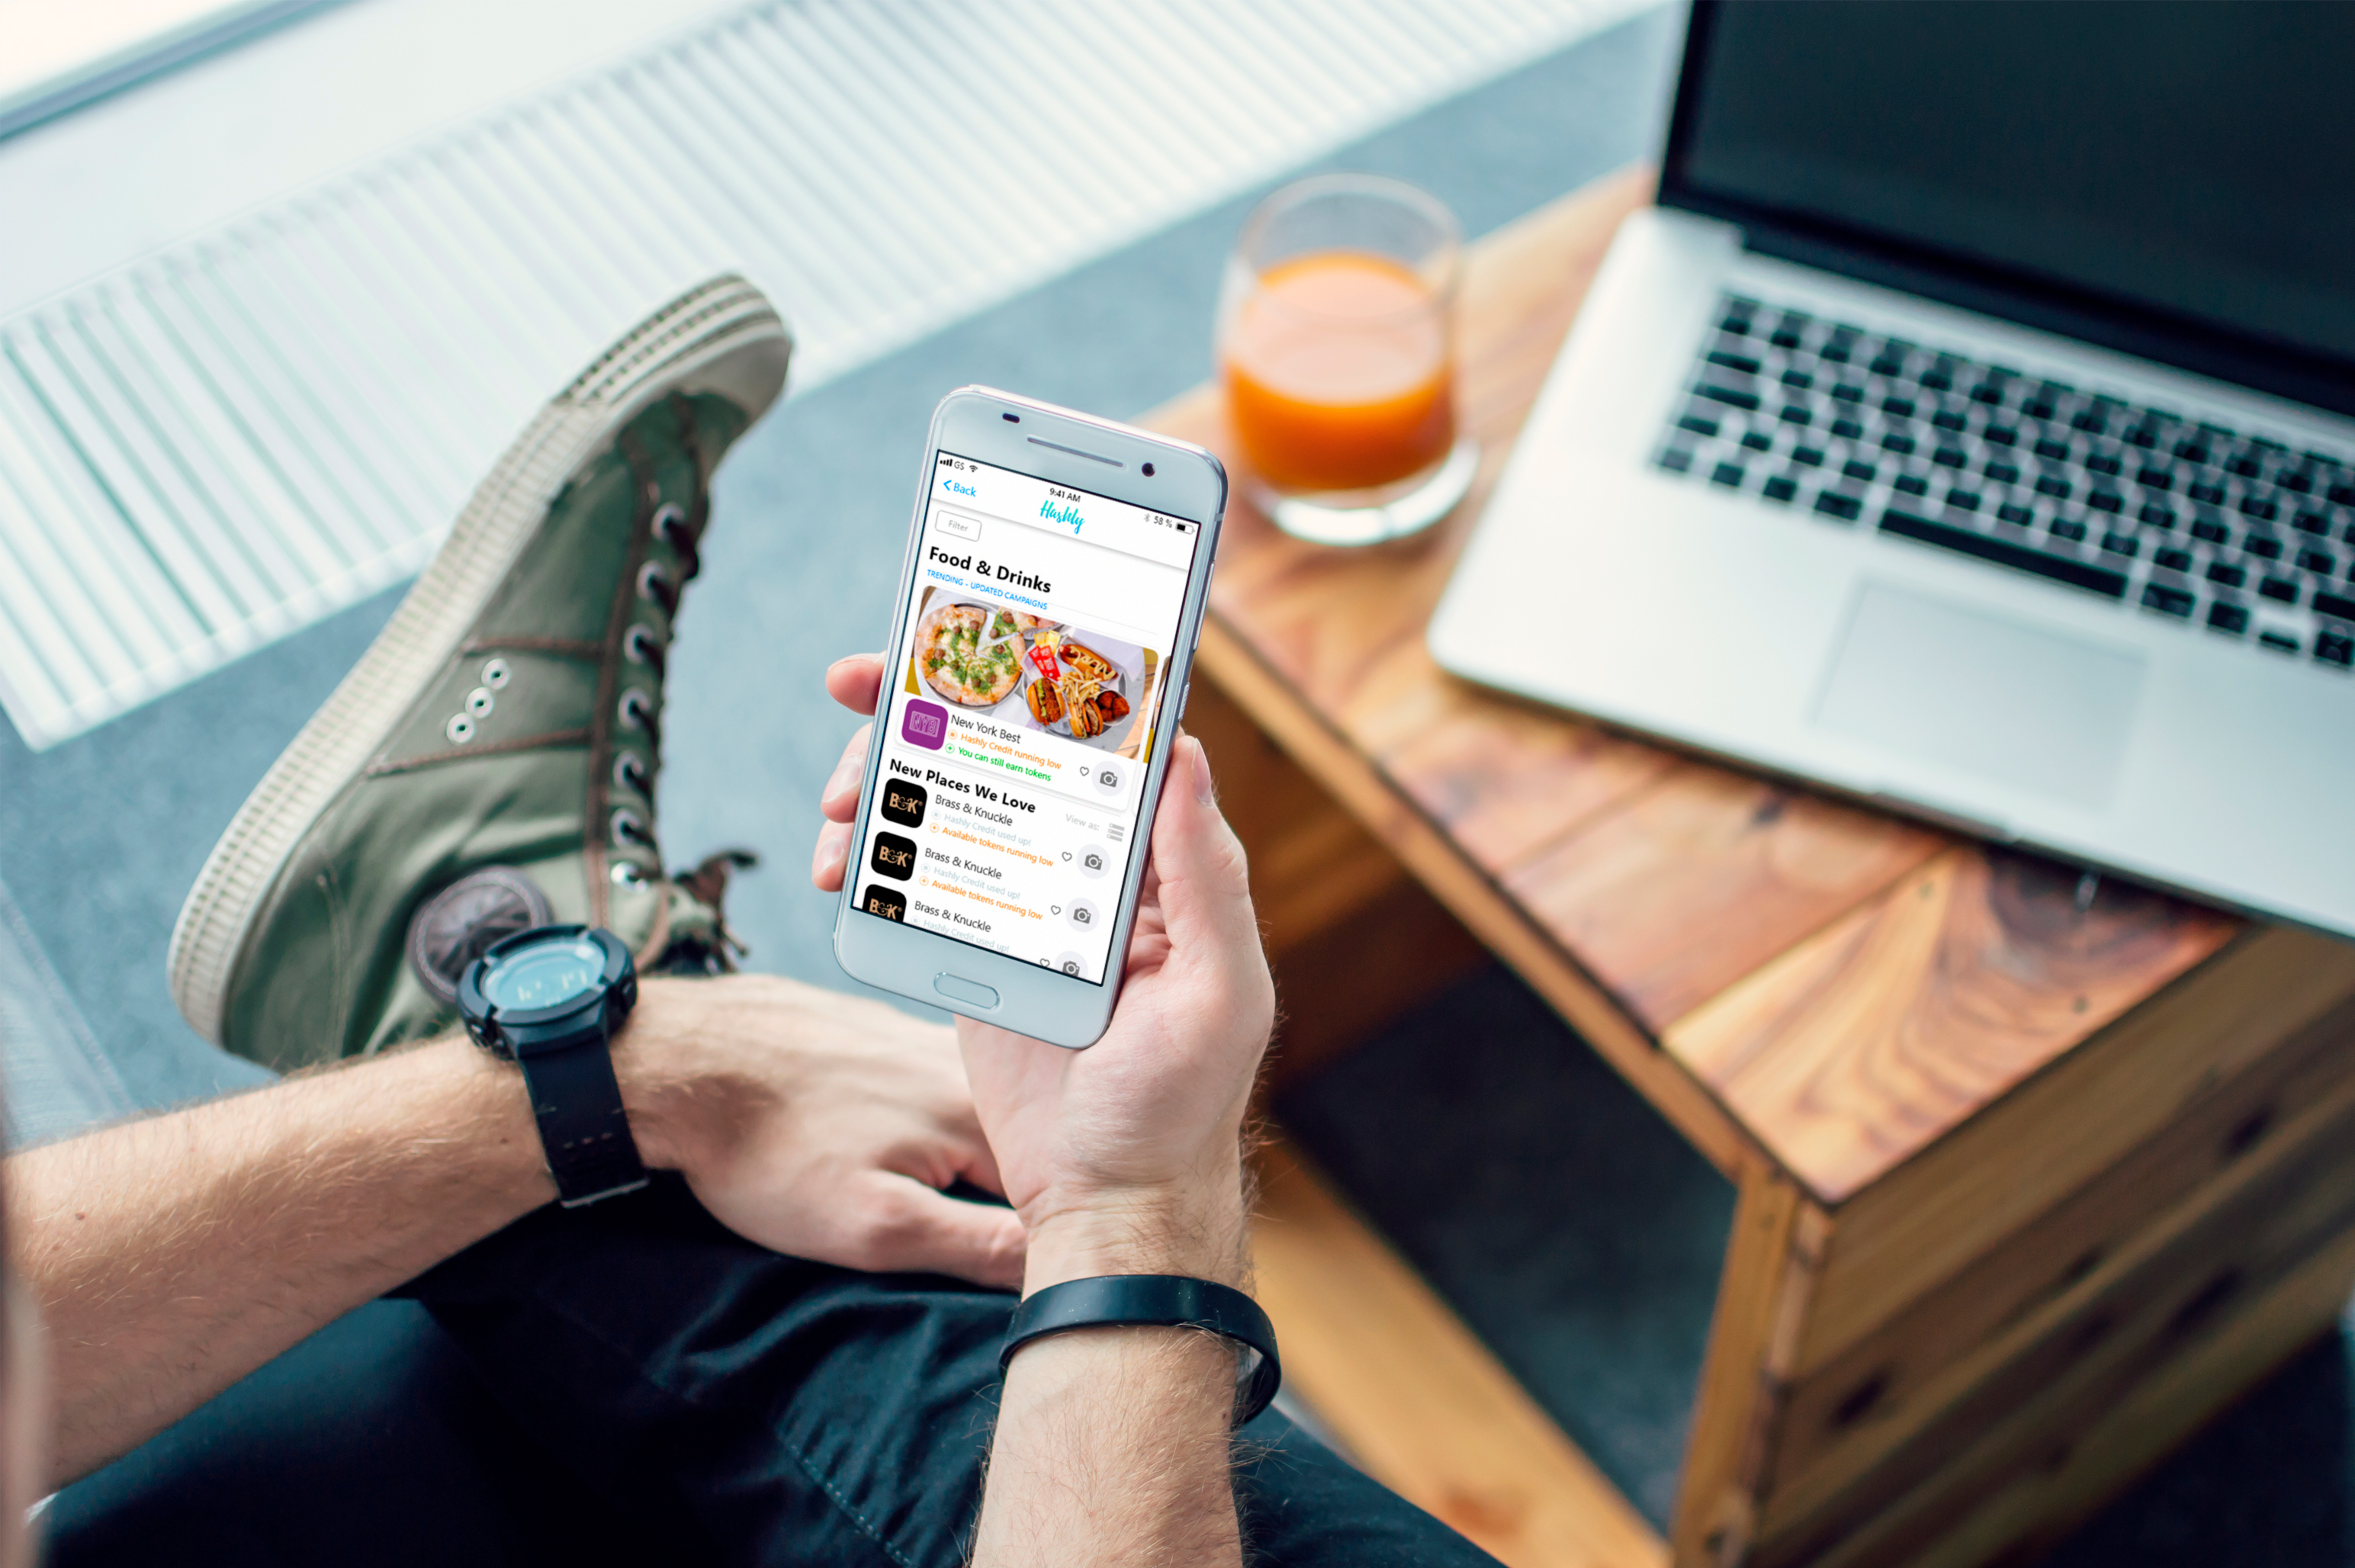 GS
9:41 AM
58 %
Back
Hashly
Filter
Food & Drinks
TRENDING - UPDATED CAMPAIGNS
New York Best
Hashly Credit running low
You can still earn tokens
New Places We Love
View as:
B&K
Brass & Knuckle
Hashly Credit used up!
Available tokens running low
B&K
Brass & Knuckle
Hashly Credit used up!
Available tokens running low
B&K
Brass & Knuckle
Hashly Credit used up!